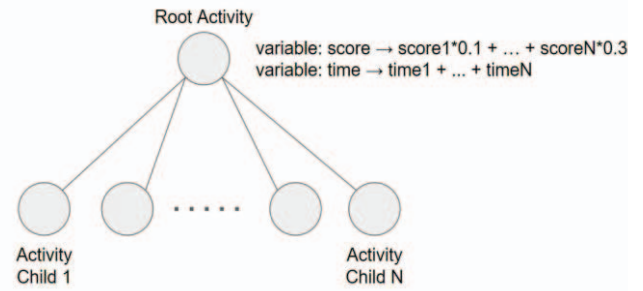 Root Activity
variable: score → score1*0.1 + … + scoreN*0.3
variable: time → time1 + ... + timeN
Activity
Child 1
Activity
Child N